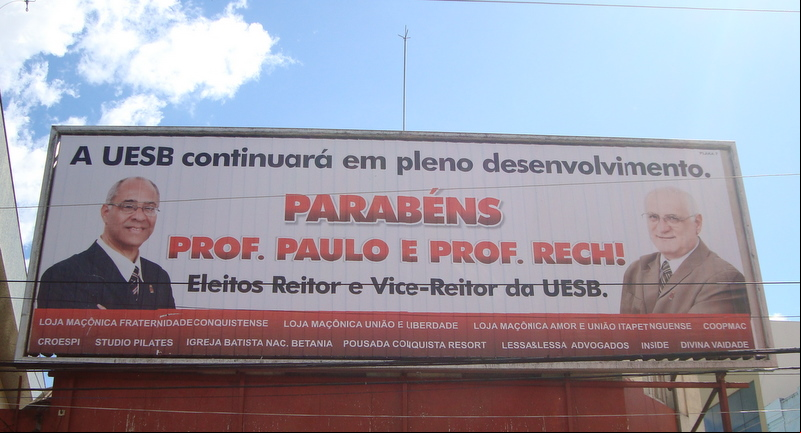 A UESB continuará em pleno desenvolvimento.
PARABÉNS
PROF. PAULO E PROF. RECH!
Eleitos Reitor e Vice-Reitor da UESB.
LOJA MAÇÔNICA FRATERNIDADE CONQUISTENSE LOJA MAÇÔNICA UNIÃO E LIBERDADE LOJA MAÇÔNICA AMOR E UNIÃO ITAPETNGUENSE COOPMAC
CROESPI STUDIO PILATES IGREJA BATISTA NAC. BETANIA POUSADA CONQUISTA RESORT LESSA&LESSA ADVOGADOS INSIDE DIVINA VAIDADE